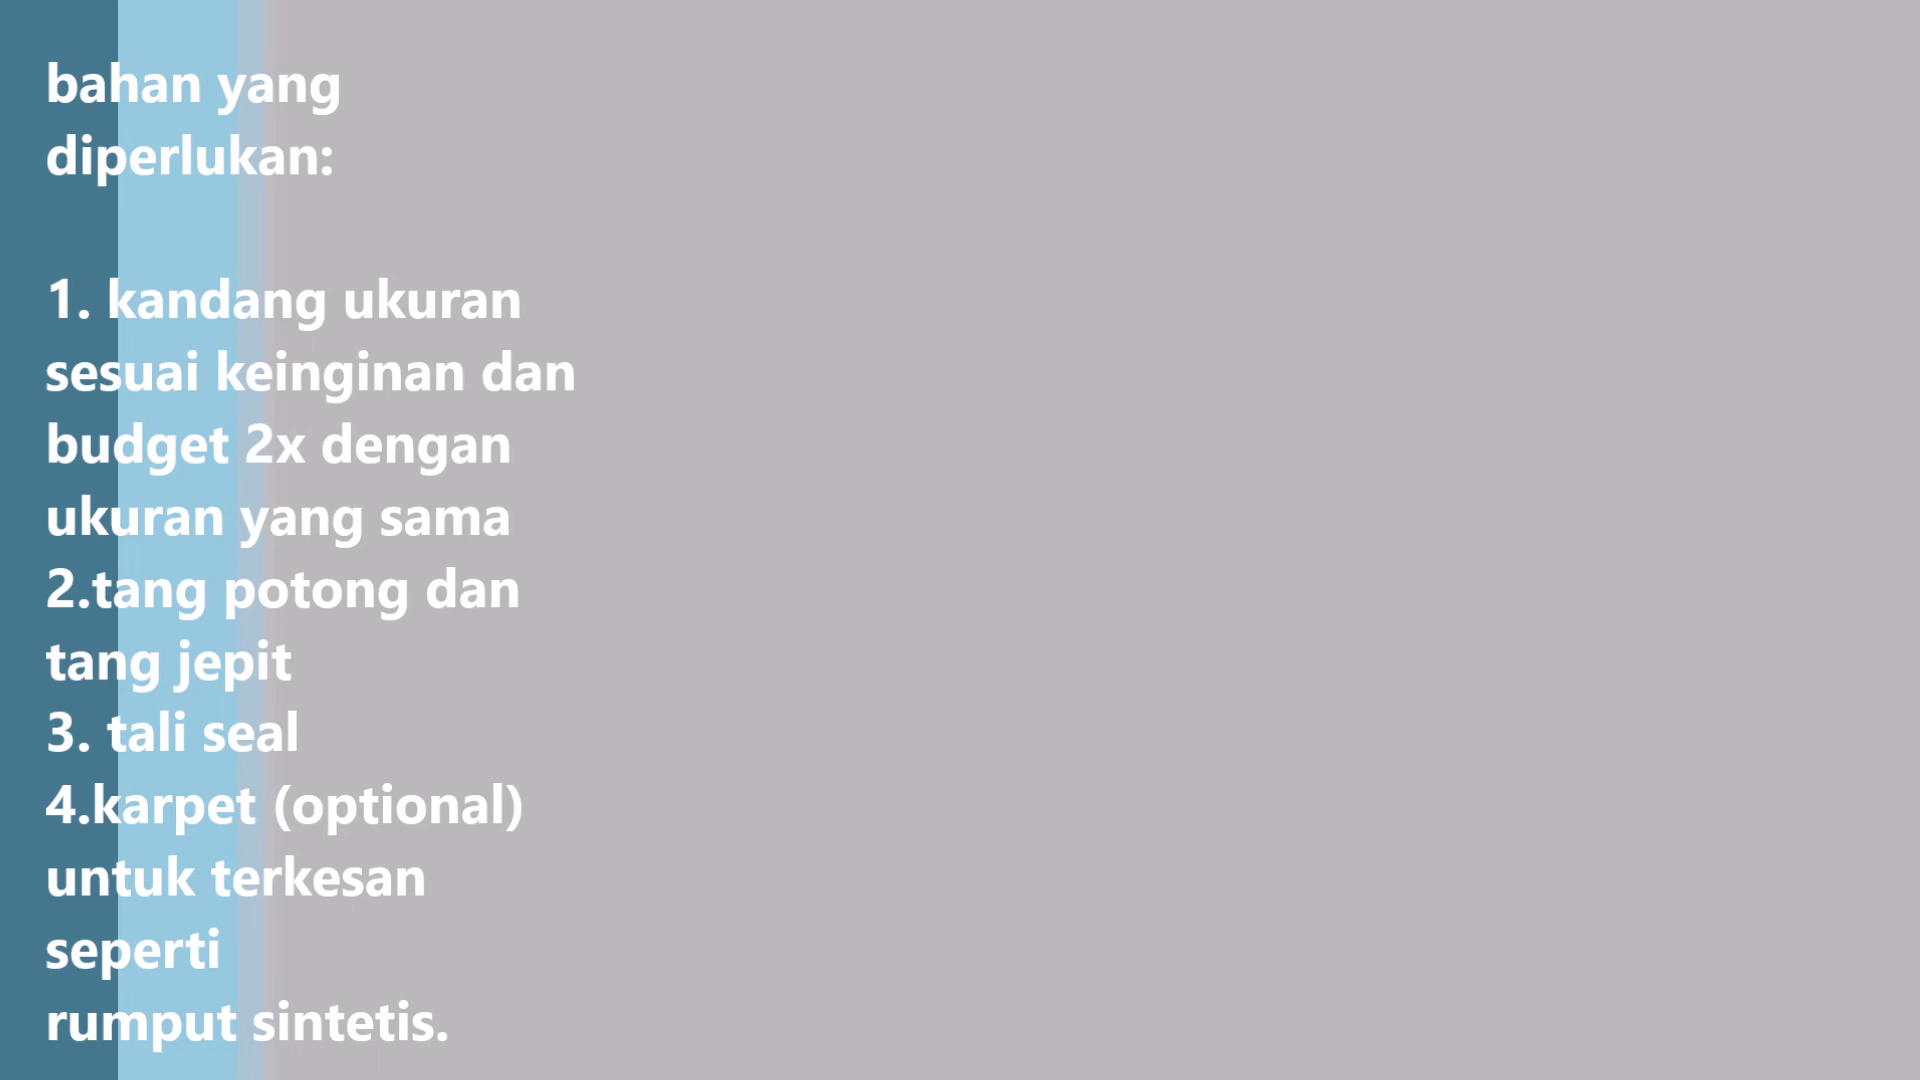 bahan yang
diperlukan:
1. kandang ukuran
sesuai keinginan dan
budget 2x dengan
ukuran yang sama
2.tang potong dan
tang jepit
3. tali seal
4.karpet (optional)
untuk terkesan
seperti
rumput sintetis.